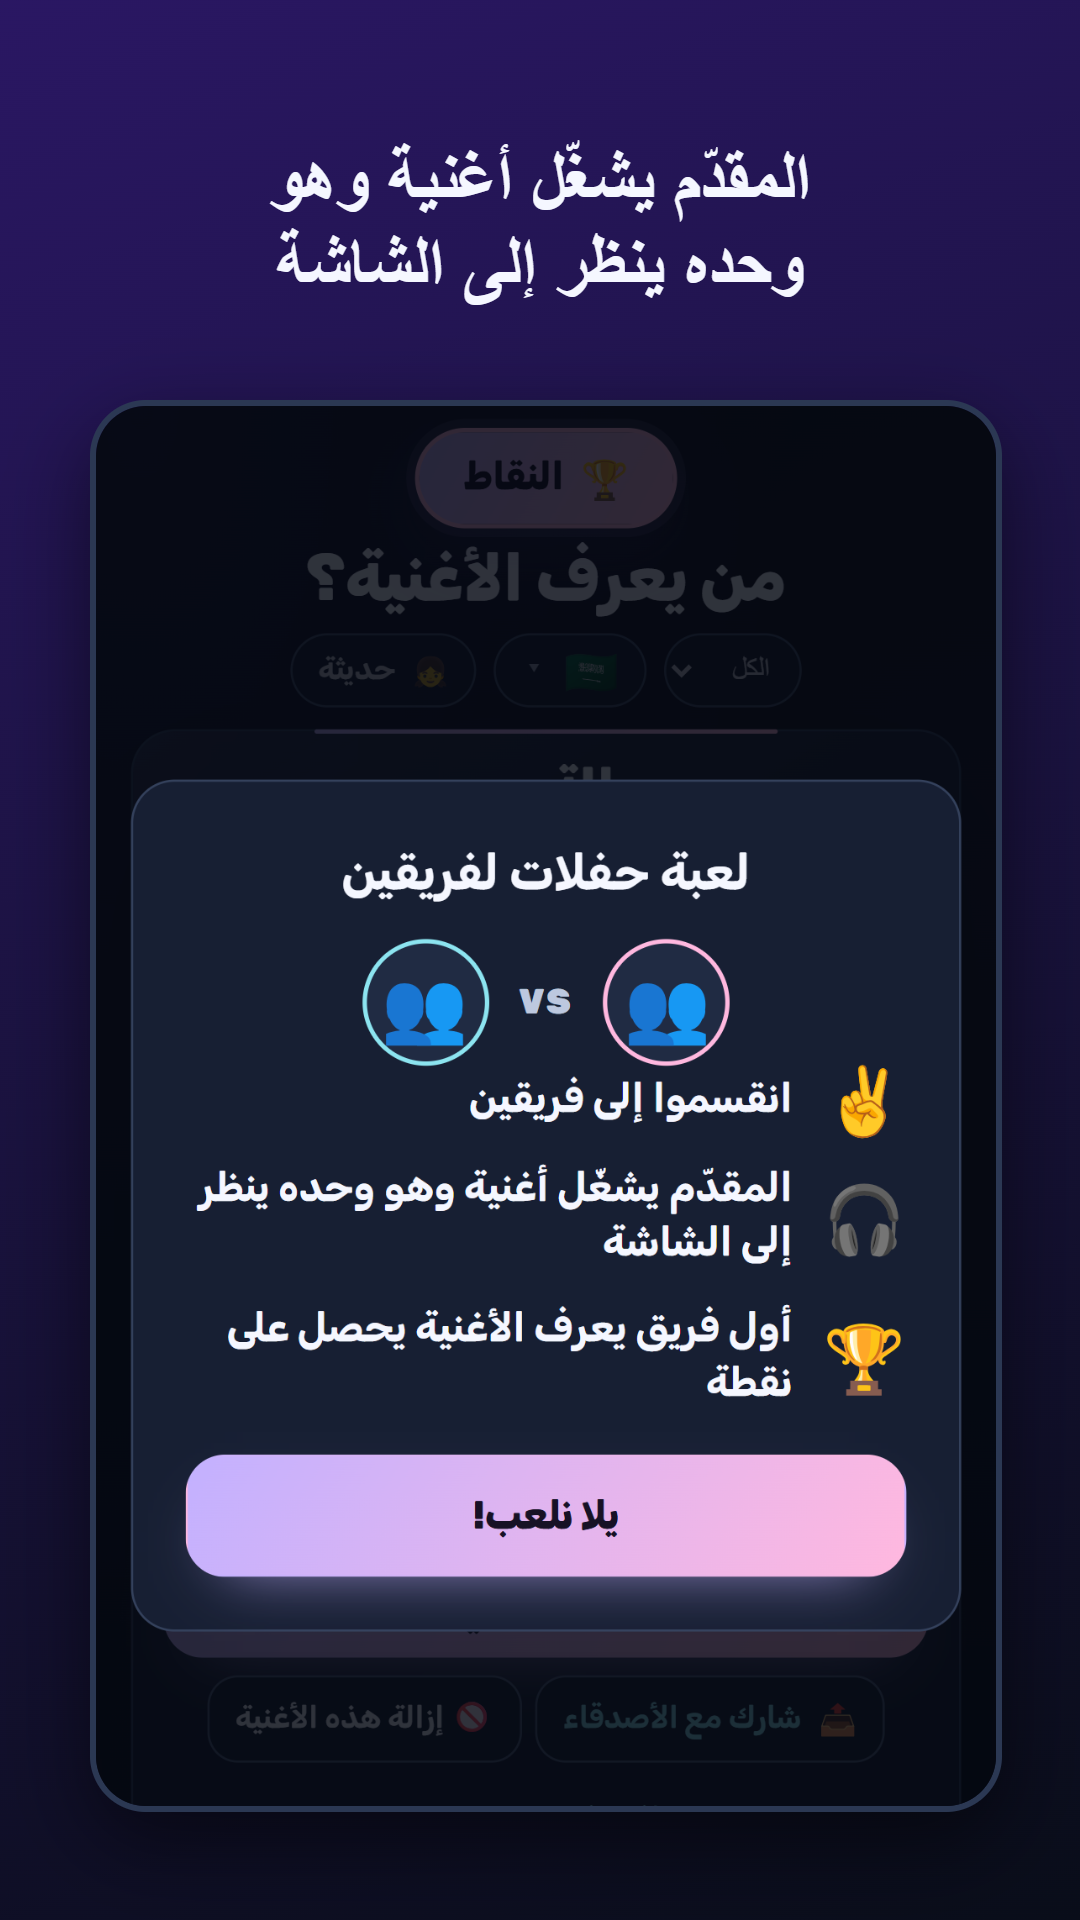 المقدّم يشغّل أغنية وهو
وحده ينظر إلى الشاشة
النقاط
من يعرف الأغنية؟
الكل
حديثة
لعبة حفلات لفريقين
VS
انقسموا إلى فريقين
المقدّم يشغّل أغنية وهو وحده ينظر
إلى الشاشة
أول فريق يعرف الأغنية يحصل على
نقطة
يلا نلعب!
شارك مع الأصدقاء
إزالة هذه الأغنية